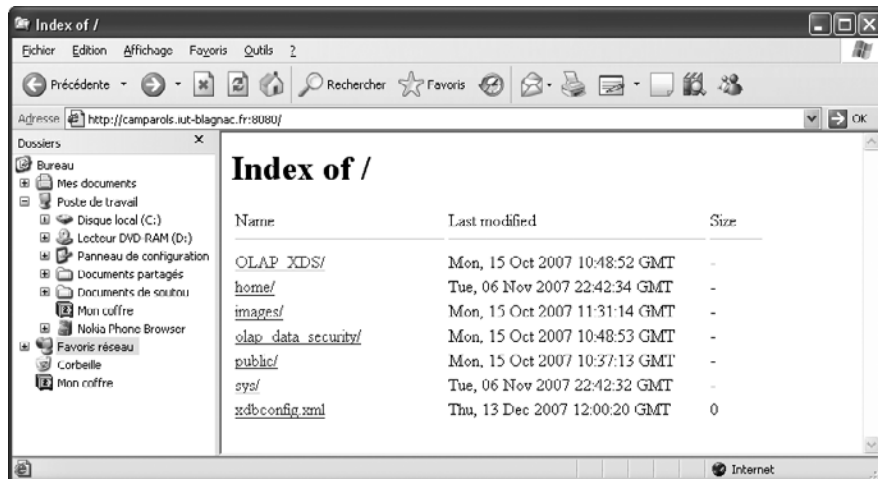 Index of /
Fichier Edition Affichage Favoris Outils ?
Précédente Rechercher Favoris
Adresse http://camparols.iut-blagnac.fr:8080/ OK
Dossiers x
Bureau
Mes documents
Poste de travail
Disque local (C:)
Lecteur DVD-RAM (D:)
Panneau de configuration
Documents partagés
Documents de soutou
Mon coffre
Nokia Phone Browser
Favoris réseau
Corbeille
Mon coffre
Index of /
Name Last modified Size
OLAP_XDS/ Mon, 15 Oct 2007 10:48:52 GMT -
home/ Tue, 06 Nov 2007 22:42:34 GMT -
images/ Mon, 15 Oct 2007 11:31:14 GMT -
olap_data_security/ Mon, 15 Oct 2007 10:48:53 GMT -
public/ Mon, 15 Oct 2007 10:37:13 GMT -
sys/ Tue, 06 Nov 2007 22:42:32 GMT -
xdbconfig.xml Thu, 13 Dec 2007 12:00:20 GMT 0
Internet